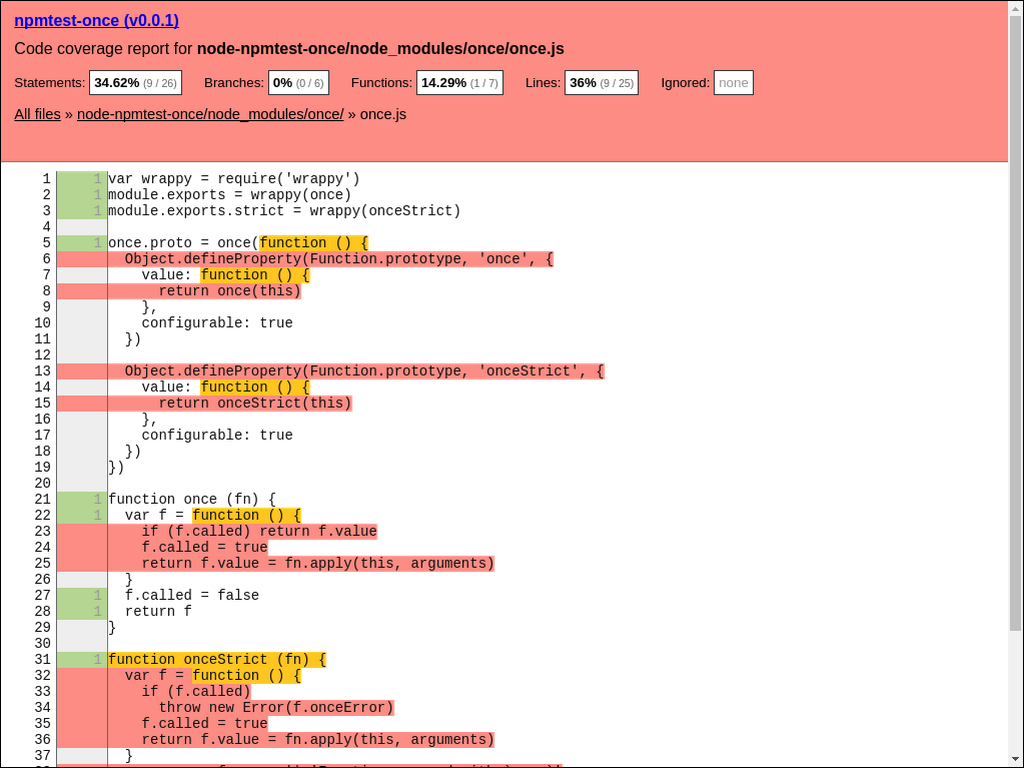 npmtest-once (v0.0.1)
Code coverage report for node-npmtest-once/node_modules/once/once.js
Statements: 34.62% (9 / 26) Branches: 0% (0 / 6) Functions: 14.29% (1 / 7) Lines: 36% (9 / 25) Ignored: none
All files » node-npmtest-once/node_modules/once/ » once.js
1 1 var wrappy = require('wrappy')
2 1 module.exports = wrappy(once)
3 1 module.exports.strict = wrappy(onceStrict)
4
5 1 once.proto = once(function () {
6 Object.defineProperty(Function.prototype, 'once', {
7 value: function () {
8 return once(this)
9 },
10 configurable: true
11 })
12
13 Object.defineProperty(Function.prototype, 'onceStrict', {
14 value: function () {
15 return onceStrict(this)
16 },
17 configurable: true
18 })
19 })
20
21 1 function once (fn) {
22 1 var f = function () {
23 if (f.called) return f.value
24 f.called = true
25 return f.value = fn.apply(this, arguments)
26 }
27 1 f.called = false
28 1 return f
29 }
30
31 1 function onceStrict (fn) {
32 var f = function () {
33 if (f.called)
34 throw new Error(f.onceError)
35 f.called = true
36 return f.value = fn.apply(this, arguments)
37 }